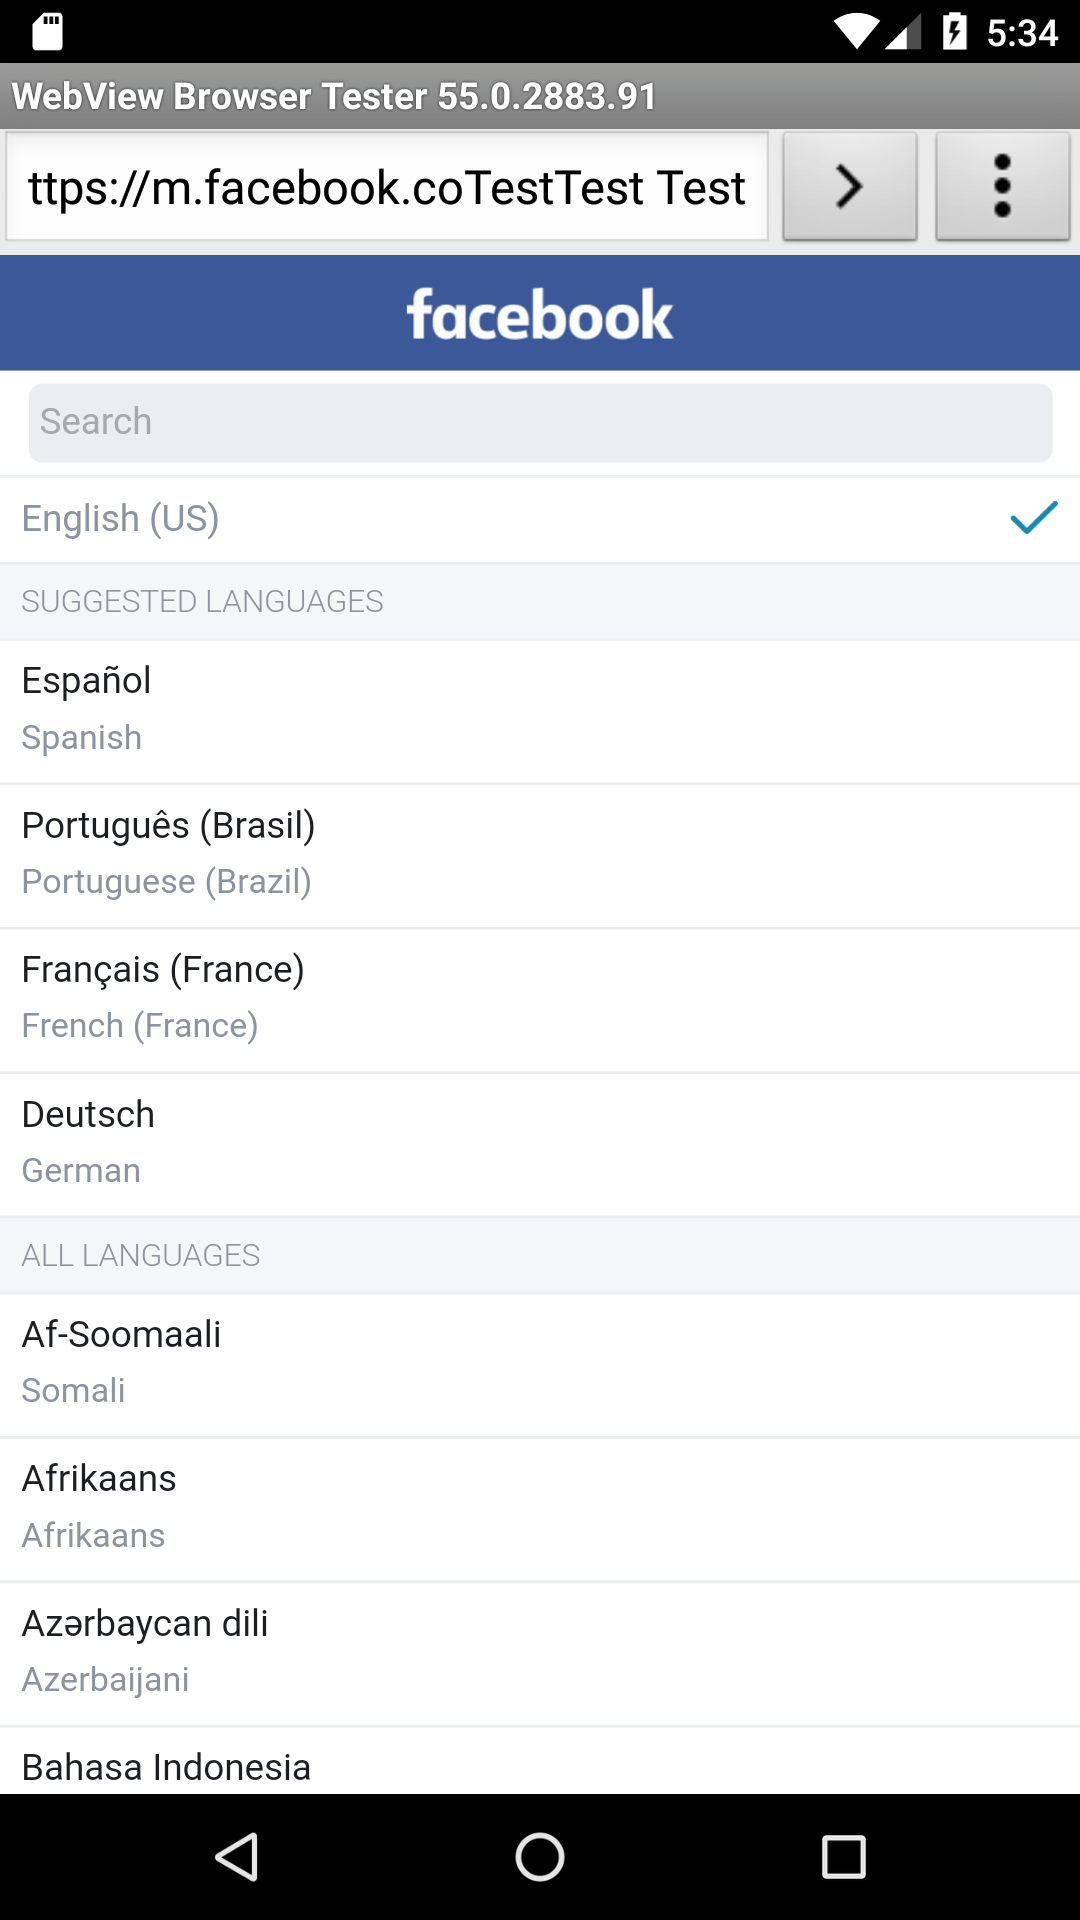 5:34
WebView Browser Tester 55.0.2883.91
ttps://m.facebook.coTestTest Test
facebook
Search
English (US)
SUGGESTED LANGUAGES
Español
Spanish
Português (Brasil)
Portuguese (Brazil)
Français (France)
French (France)
Deutsch
German
ALL LANGUAGES
Af-Soomaali
Somali
Afrikaans
Afrikaans
Azərbaycan dili
Azerbaijani
Bahasa Indonesia